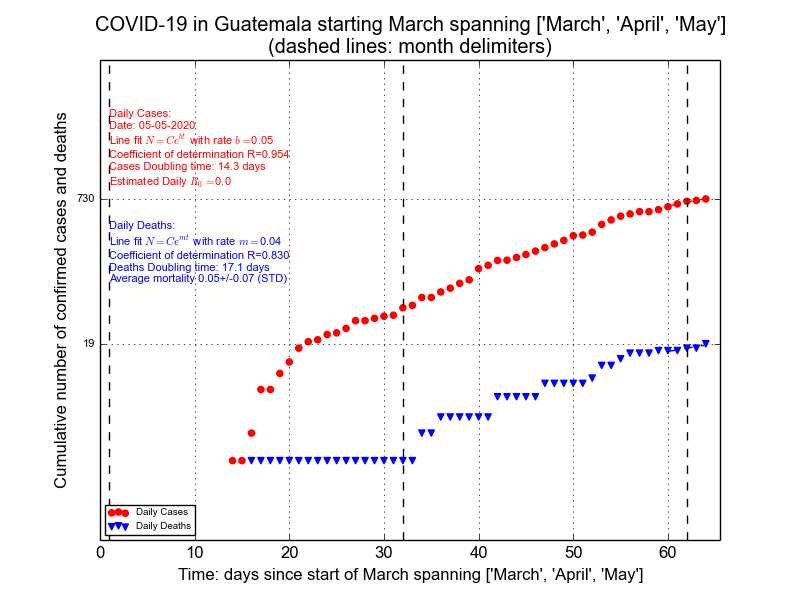 COVID-19 in Guatemala starting March spanning ['March', 'April', 'May']
(dashed lines: month delimiters)
Daily Cases:
Date: 05-05-2020
Line fit N = Ce^{bt} with rate b = 0.05
Coefficient of determination R=0.954
Cases Doubling time: 14.3 days
Estimated Daily R_0 = 0.0
730
Daily Deaths:
Line fit N = Ce^{mt} with rate m = 0.04
Coefficient of determination R=0.830
Deaths Doubling time: 17.1 days
Average mortality 0.05+/-0.07 (STD)
19
Cumulative number of confirmed cases and deaths
Daily Cases
Daily Deaths
0 10 20 30 40 50 60
Time: days since start of March spanning ['March', 'April', 'May']